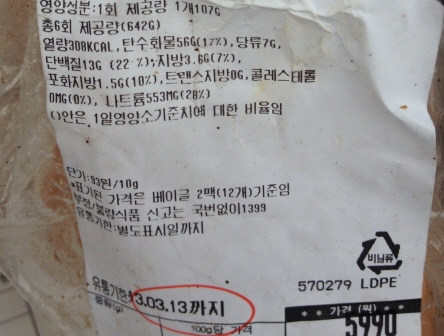 영양성분:1회 제공량 1개107G
총6회 제공량(642G)
열량308KCAL,탄수화물56G(17%),당류7G,
단백질13G (22 %),지방3.6G(7%),
포화지방1.5G(10%),트랜스지방0G,콜레스테롤
0MG(0%), 나트륨553MG(28%)
()안은 1일영양소기준치에 대한 비율임
단가:93원/10g
*표기된 가격은 베이글 2팩(12개)기준임
부정/불량식품 신고는 국번없이1399
유통기한:별도표시일까지
비닐류
570279 LDPE
유통기한 3.03.13까지
중량(g)
100g당 가격
* * 가격 (원) * *
5990